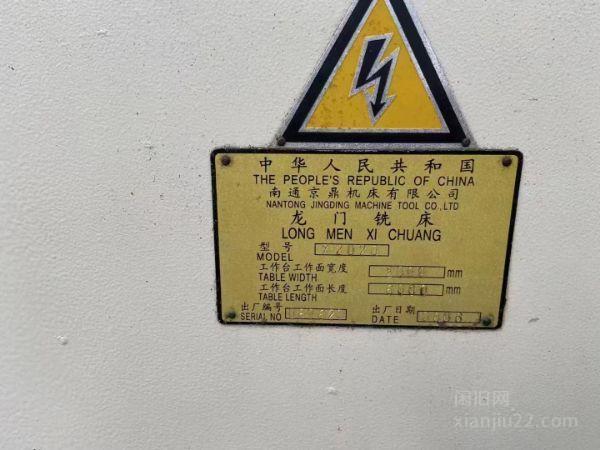 中华人民共和国
THE PEOPLE'S REPUBLIC OF CHINA
南通京鼎机床有限公司
NANTONG JINGDING MACHINE TOOL CO.,LTD
龙门铣床
LONG MEN XI CHUANG
型号
MODEL
工作台工作面宽度
TABLE WIDTH mm
工作台工作面长度
TABLE LENGTH mm
出厂编号 出厂日期
SERIAL NO DATE
闲旧网
xianjiu22.com